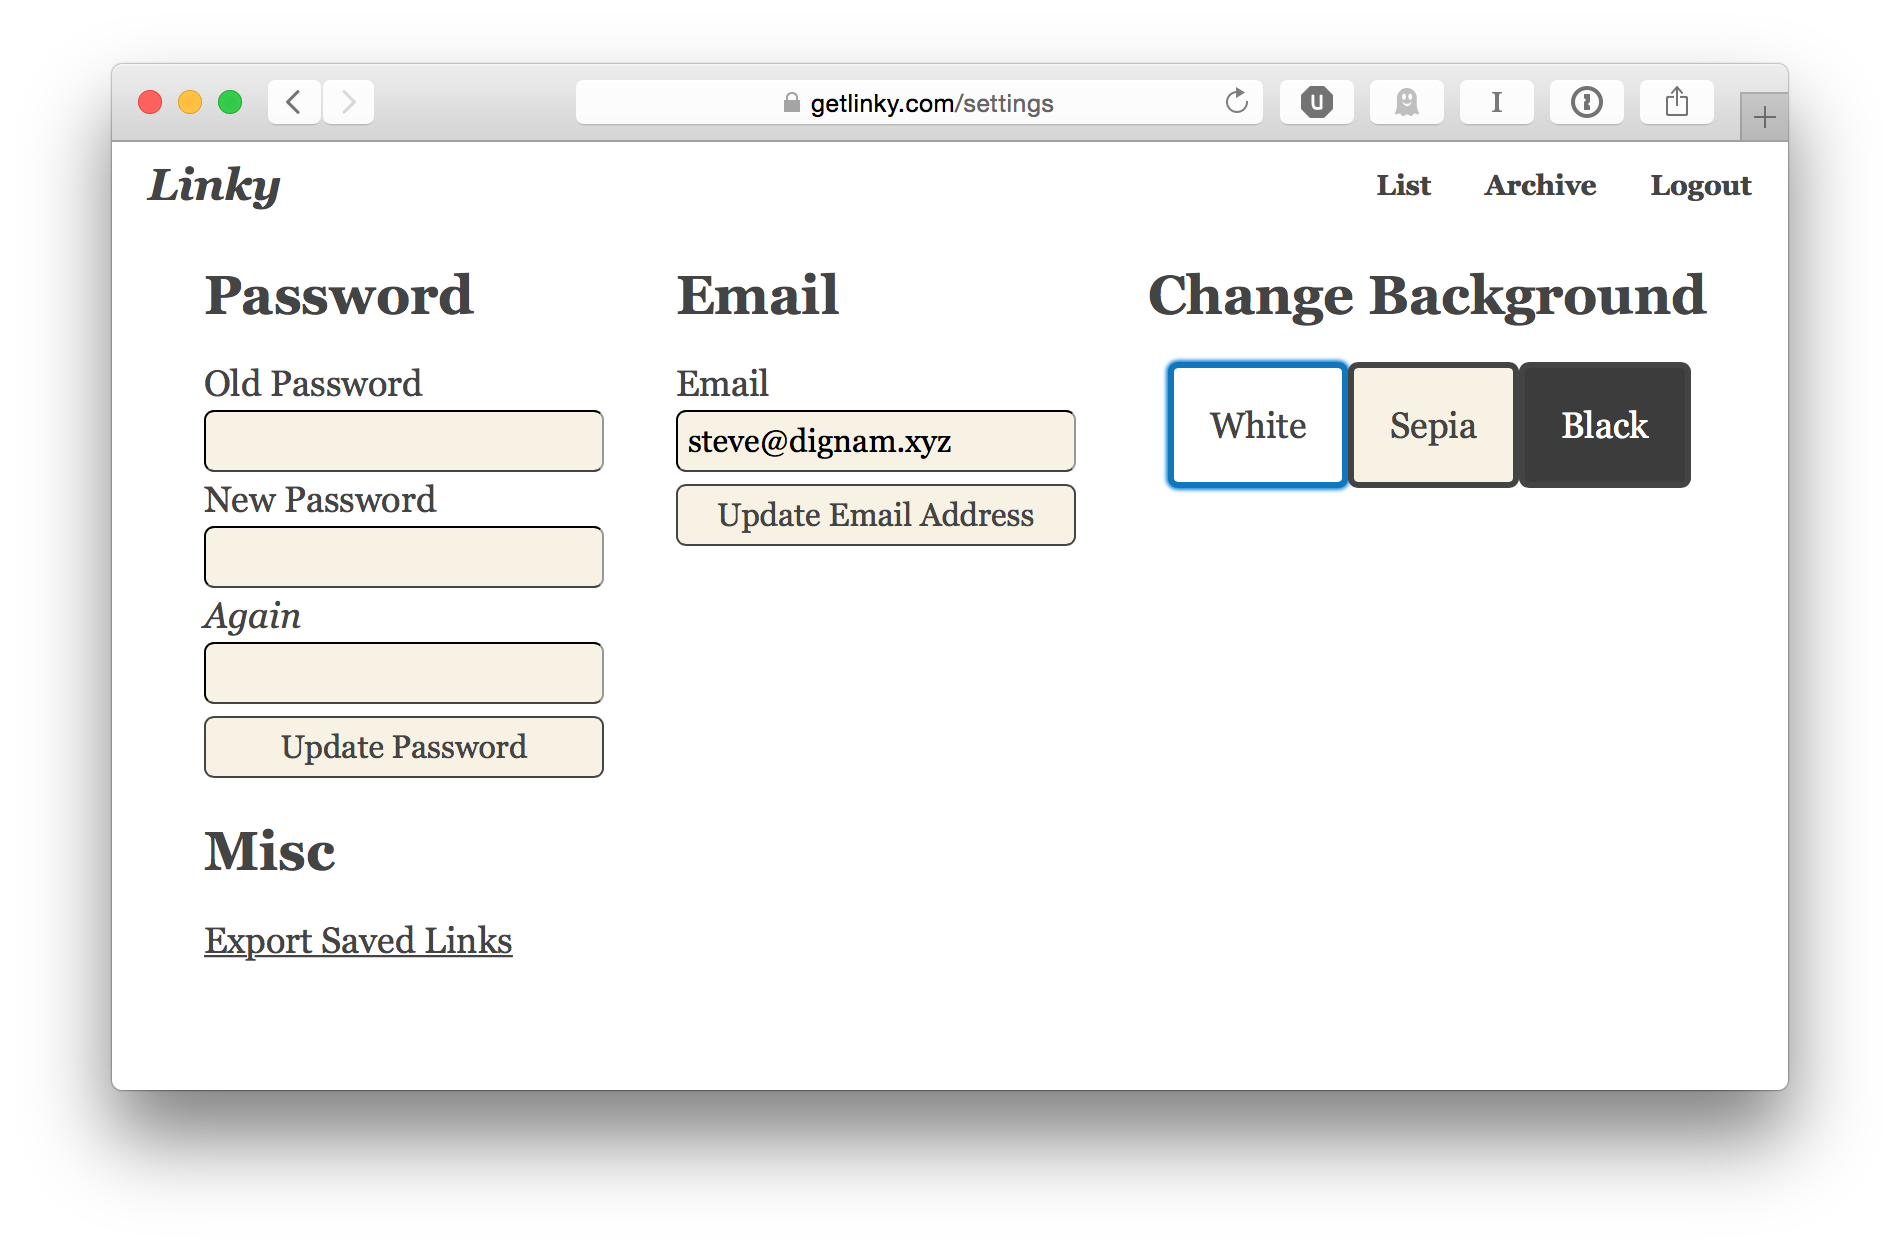 getlinky.com/settings
Linky
List Archive Logout
Password
Old Password
New Password
Again
Update Password
Misc
Export Saved Links
Email
Email
steve@dignam.xyz
Update Email Address
Change Background
White Sepia Black